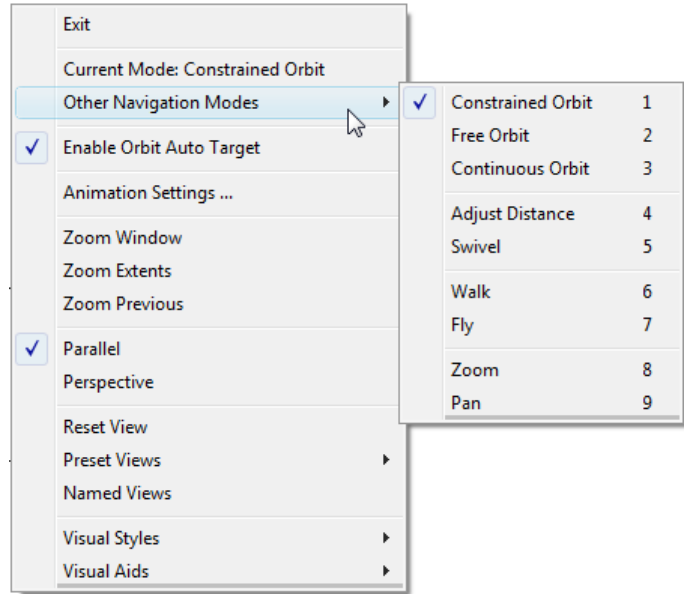 Exit
Current Mode: Constrained Orbit
Other Navigation Modes
Enable Orbit Auto Target
Animation Settings ...
Zoom Window
Zoom Extents
Zoom Previous
Parallel
Perspective
Reset View
Preset Views
Named Views
Visual Styles
Visual Aids
Constrained Orbit 1
Free Orbit 2
Continuous Orbit 3
Adjust Distance 4
Swivel 5
Walk 6
Fly 7
Zoom 8
Pan 9